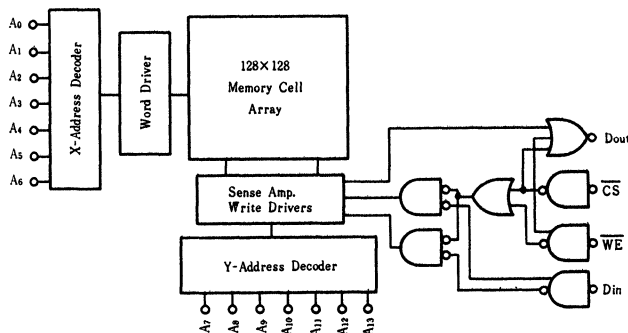 A0
A1
A2
A3
A4
A5
A6
X-Address Decoder
Word Driver
128×128
Memory Cell
Array
Sense Amp.
Write Drivers
Y-Address Decoder
A7
A8
A9
A10
A11
A12
A13
Dout
CS
WE
Din